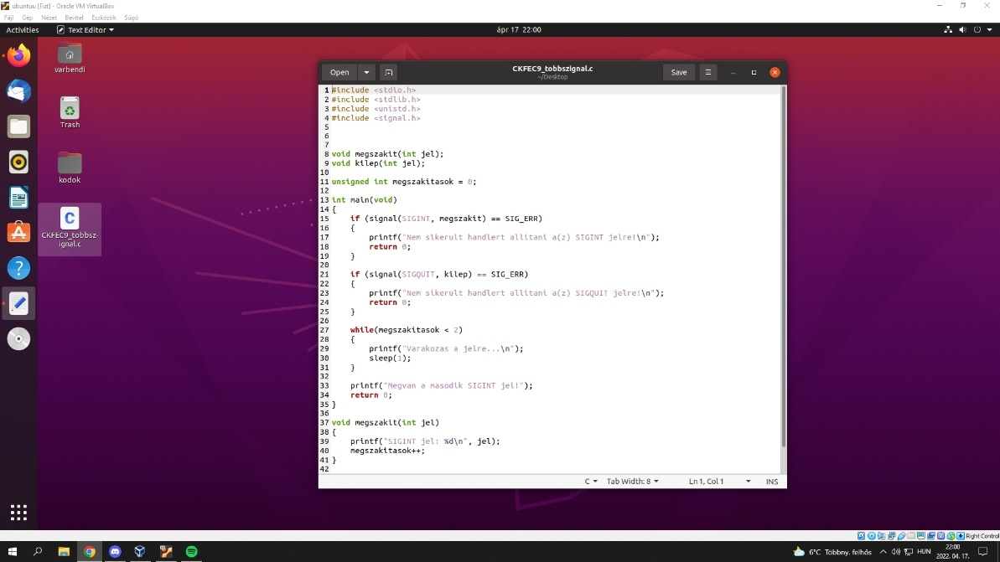 ubuntuu [Fut] - Oracle VM VirtualBox
Fájl Gép Nézet Bevitel Eszközök Súgó
Activities Text Editor ápr 17 22:00
varbendi
Trash
kodok
CKFEC9_tobbsz-
ignal.c
Open CKFEC9_tobbszignal.c Save
~/Desktop
1 #include <stdio.h>
2 #include <stdlib.h>
3 #include <unistd.h>
4 #include <signal.h>
5
6
7
8 void megszakit(int jel);
9 void kilep(int jel);
10
11 unsigned int megszakitasok = 0;
12
13 int main(void)
14 {
15 if (signal(SIGINT, megszakit) == SIG_ERR)
16 {
17 printf("Nem sikerult handlert allitani a(z) SIGINT jelre!\n");
18 return 0;
19 }
20
21 if (signal(SIGQUIT, kilep) == SIG_ERR)
22 {
23 printf("Nem sikerult handlert allitani a(z) SIGQUIT jelre!\n");
24 return 0;
25 }
26
27 while(megszakitasok < 2)
28 {
29 printf("Varakozas a jelre...\n");
30 sleep(1);
31 }
32
33 printf("Megvan a masodik SIGINT jel!");
34 return 0;
35 }
36
37 void megszakit(int jel)
38 {
39 printf("SIGINT jel: %d\n", jel);
40 megszakitasok++;
41 }
42
C Tab Width: 8 Ln 1, Col 1 INS
Right Control
6°C Tobbny. felhős HUN 22:00
2022. 04. 17.